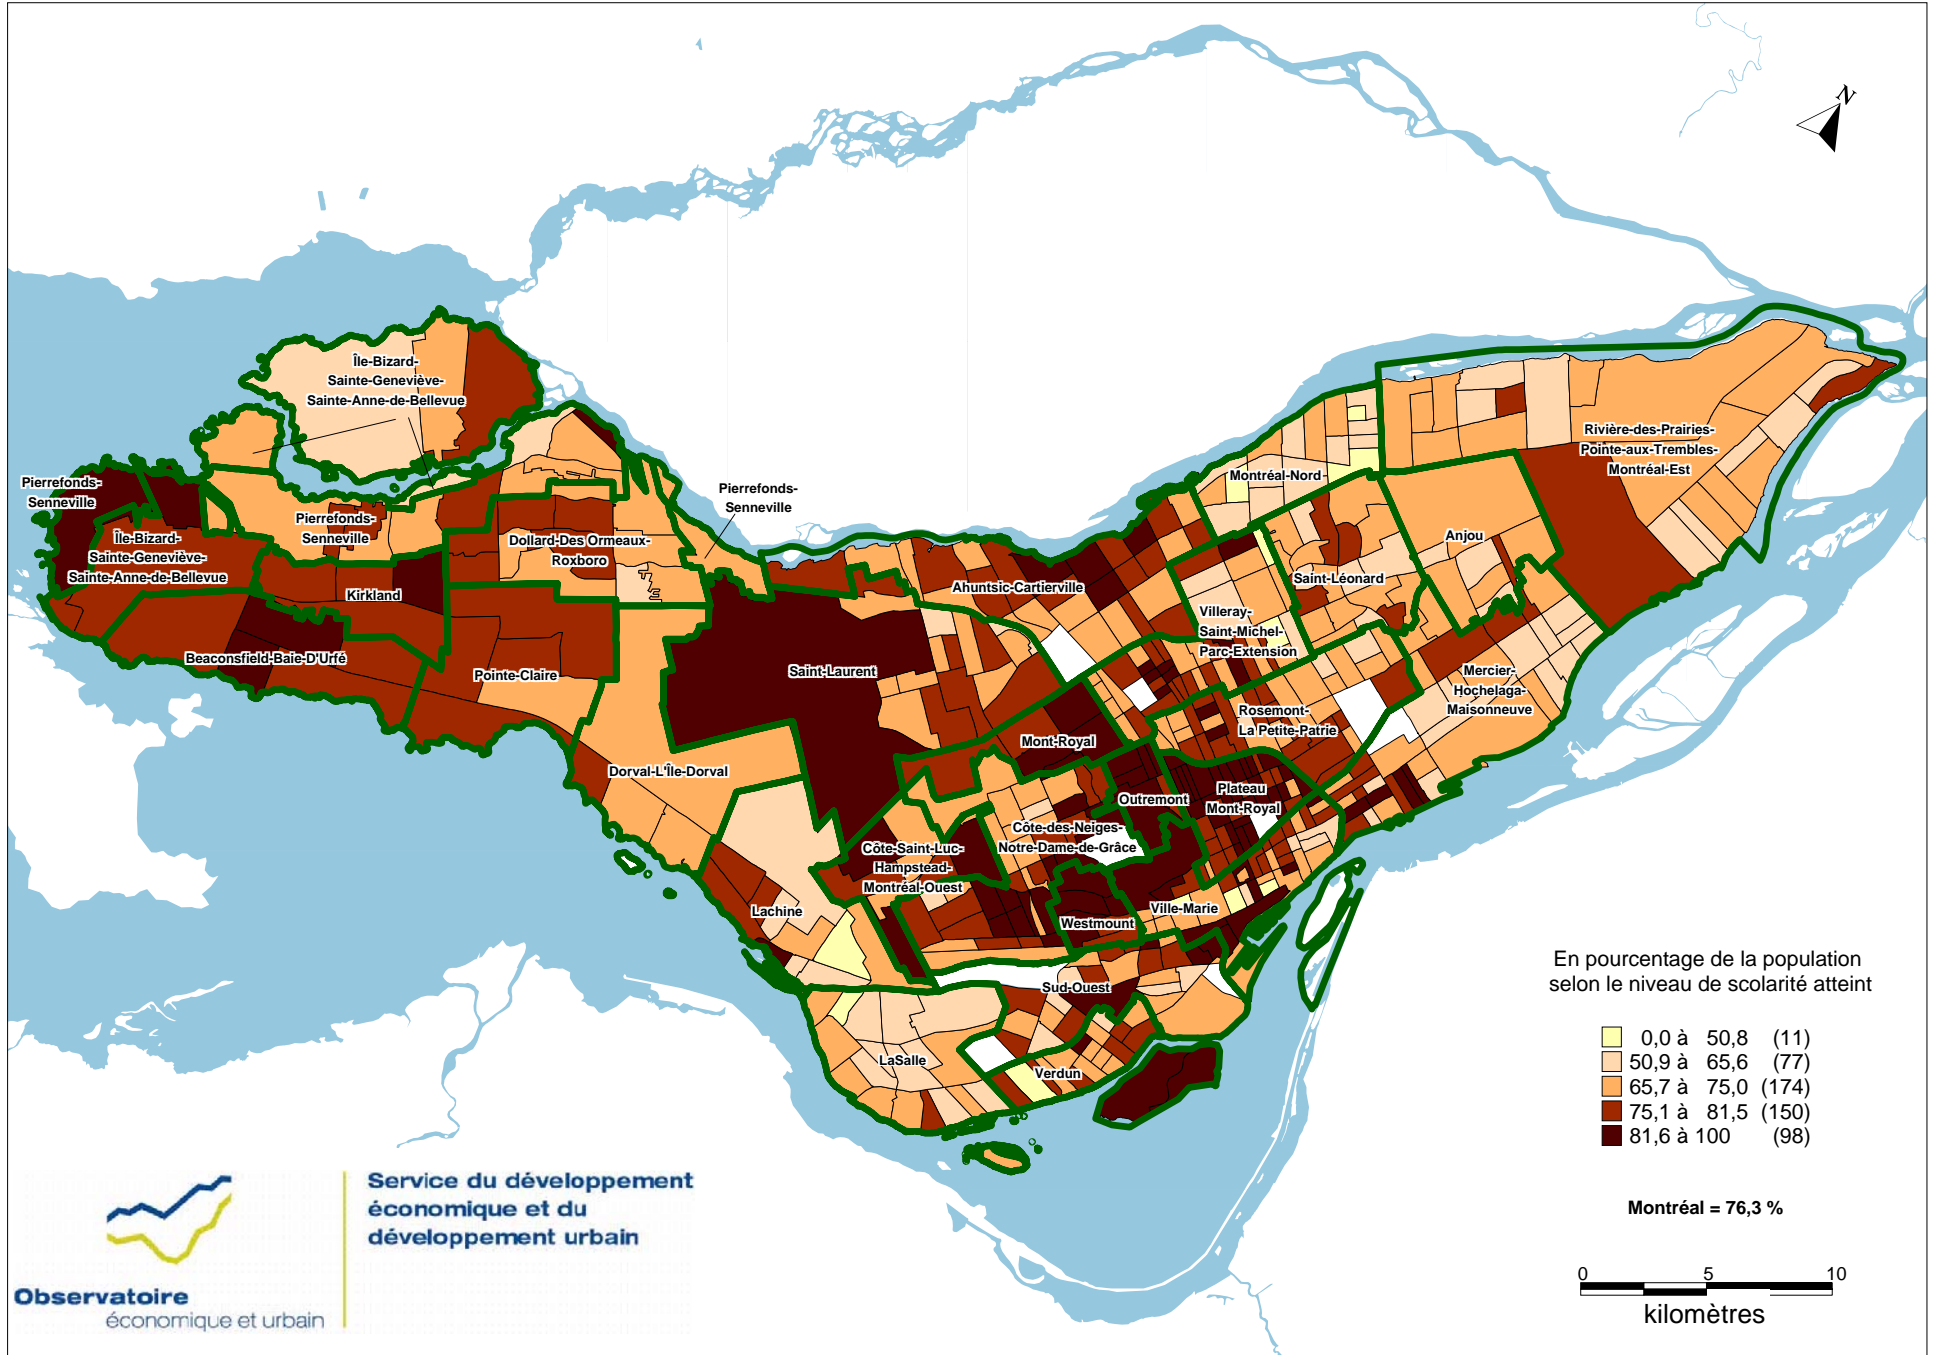 N
Île-Bizard-
Sainte-Geneviève-
Sainte-Anne-de-Bellevue
Rivière-des-Prairies-
Pointe-aux-Trembles-
Montréal-Est
Pierrefonds-
Senneville
Montréal-Nord
Pierrefonds-
Senneville
Pierrefonds-
Senneville
Île-Bizard-
Sainte-Geneviève-
Sainte-Anne-de-Bellevue
Dollard-Des Ormeaux-
Roxboro
Anjou
Saint-Léonard
Ahuntsic-Cartierville
Kirkland
Villeray-
Saint-Michel-
Parc-Extension
Beaconsfield-Baie-D'Urfé
Pointe-Claire
Saint-Laurent
Mercier-
Hochelaga-
Maisonneuve
Rosemont-
La Petite-Patrie
Mont-Royal
Dorval-L'Île-Dorval
Outremont
Plateau
Mont-Royal
Côte-des-Neiges-
Notre-Dame-de-Grâce
Côte-Saint-Luc-
Hampstead-
Montréal-Ouest
Lachine
Westmount
Ville-Marie
Sud-Ouest
LaSalle
Verdun
En pourcentage de la population
selon le niveau de scolarité atteint
0,0 à 50,8 (11)
50,9 à 65,6 (77)
65,7 à 75,0 (174)
75,1 à 81,5 (150)
81,6 à 100 (98)
Montréal = 76,3 %
0 5 10
kilomètres
Service du développement
économique et du
développement urbain
Observatoire
économique et urbain